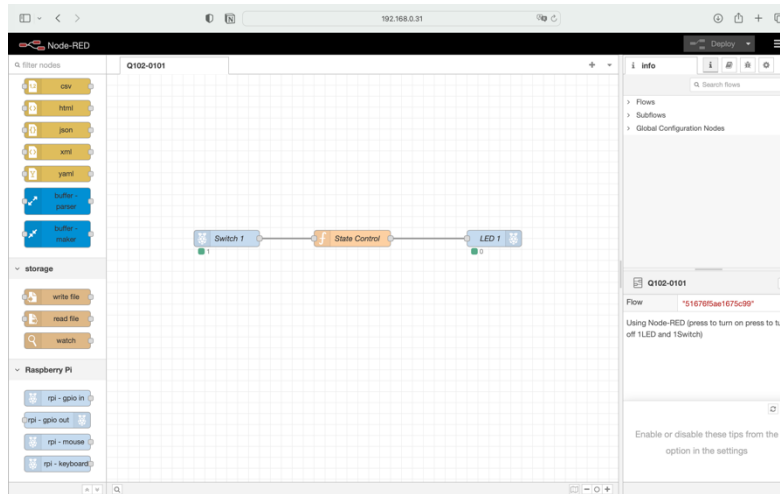 192.168.0.31
Node-RED
Deploy
filter nodes
Q102-0101
info
Search flows
csv
html
json
xml
yaml
buffer -
parser
buffer -
maker
storage
write file
read file
watch
Raspberry Pi
rpi - gpio in
rpi - gpio out
rpi - mouse
rpi - keyboard
Switch 1
1
State Control
LED 1
0
Flows
Subflows
Global Configuration Nodes
Q102-0101
Flow
"51676f5ae1675c99"
Using Node-RED (press to turn on press to tu
off 1LED and 1Switch)
Enable or disable these tips from the
option in the settings